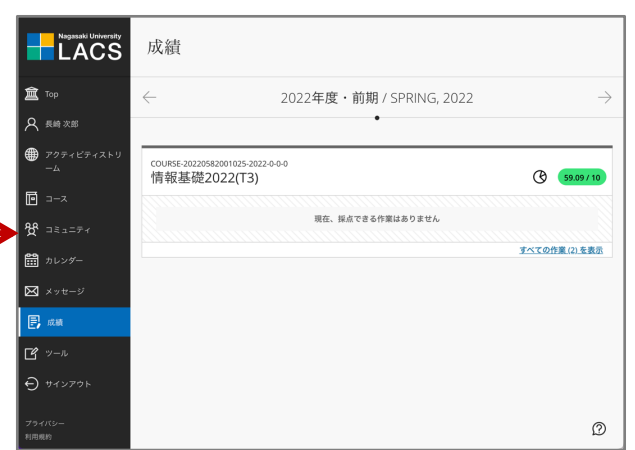 Nagasaki University
LACS
Top
長崎 次郎
アクティビティストリ
ーム
コース
コミュニティ
カレンダー
メッセージ
成績
ツール
サインアウト
プライバシー
利用規約
成績
2022年度・前期 / SPRING, 2022
COURSE-20220582001025-2022-0-0-0
情報基礎2022(T3)
59.09 / 10
現在、採点できる作業はありません
すべての作業 (2) を表示